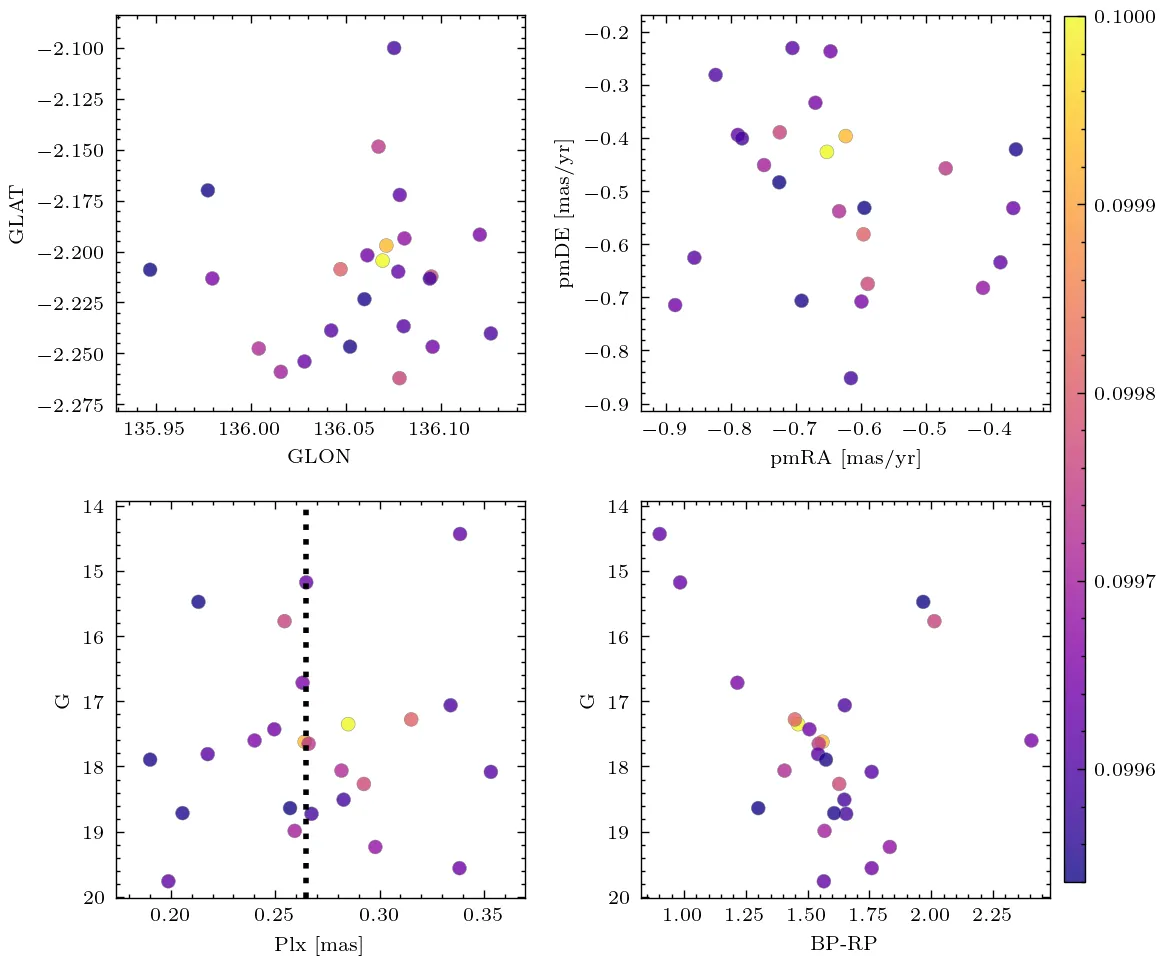 −2.100
−2.125
−2.150
−2.175
−2.200
−2.225
−2.250
−2.275
GLAT
135.95 136.00 136.05 136.10
GLON
−0.2
−0.3
−0.4
−0.5
−0.6
−0.7
−0.8
−0.9
pmDE [mas/yr]
−0.9 −0.8 −0.7 −0.6 −0.5 −0.4
pmRA [mas/yr]
0.1000
0.0999
0.0998
0.0997
0.0996
14
15
16
17
18
19
20
G
0.20 0.25 0.30 0.35
Plx [mas]
14
15
16
17
18
19
20
G
1.00 1.25 1.50 1.75 2.00 2.25
BP-RP